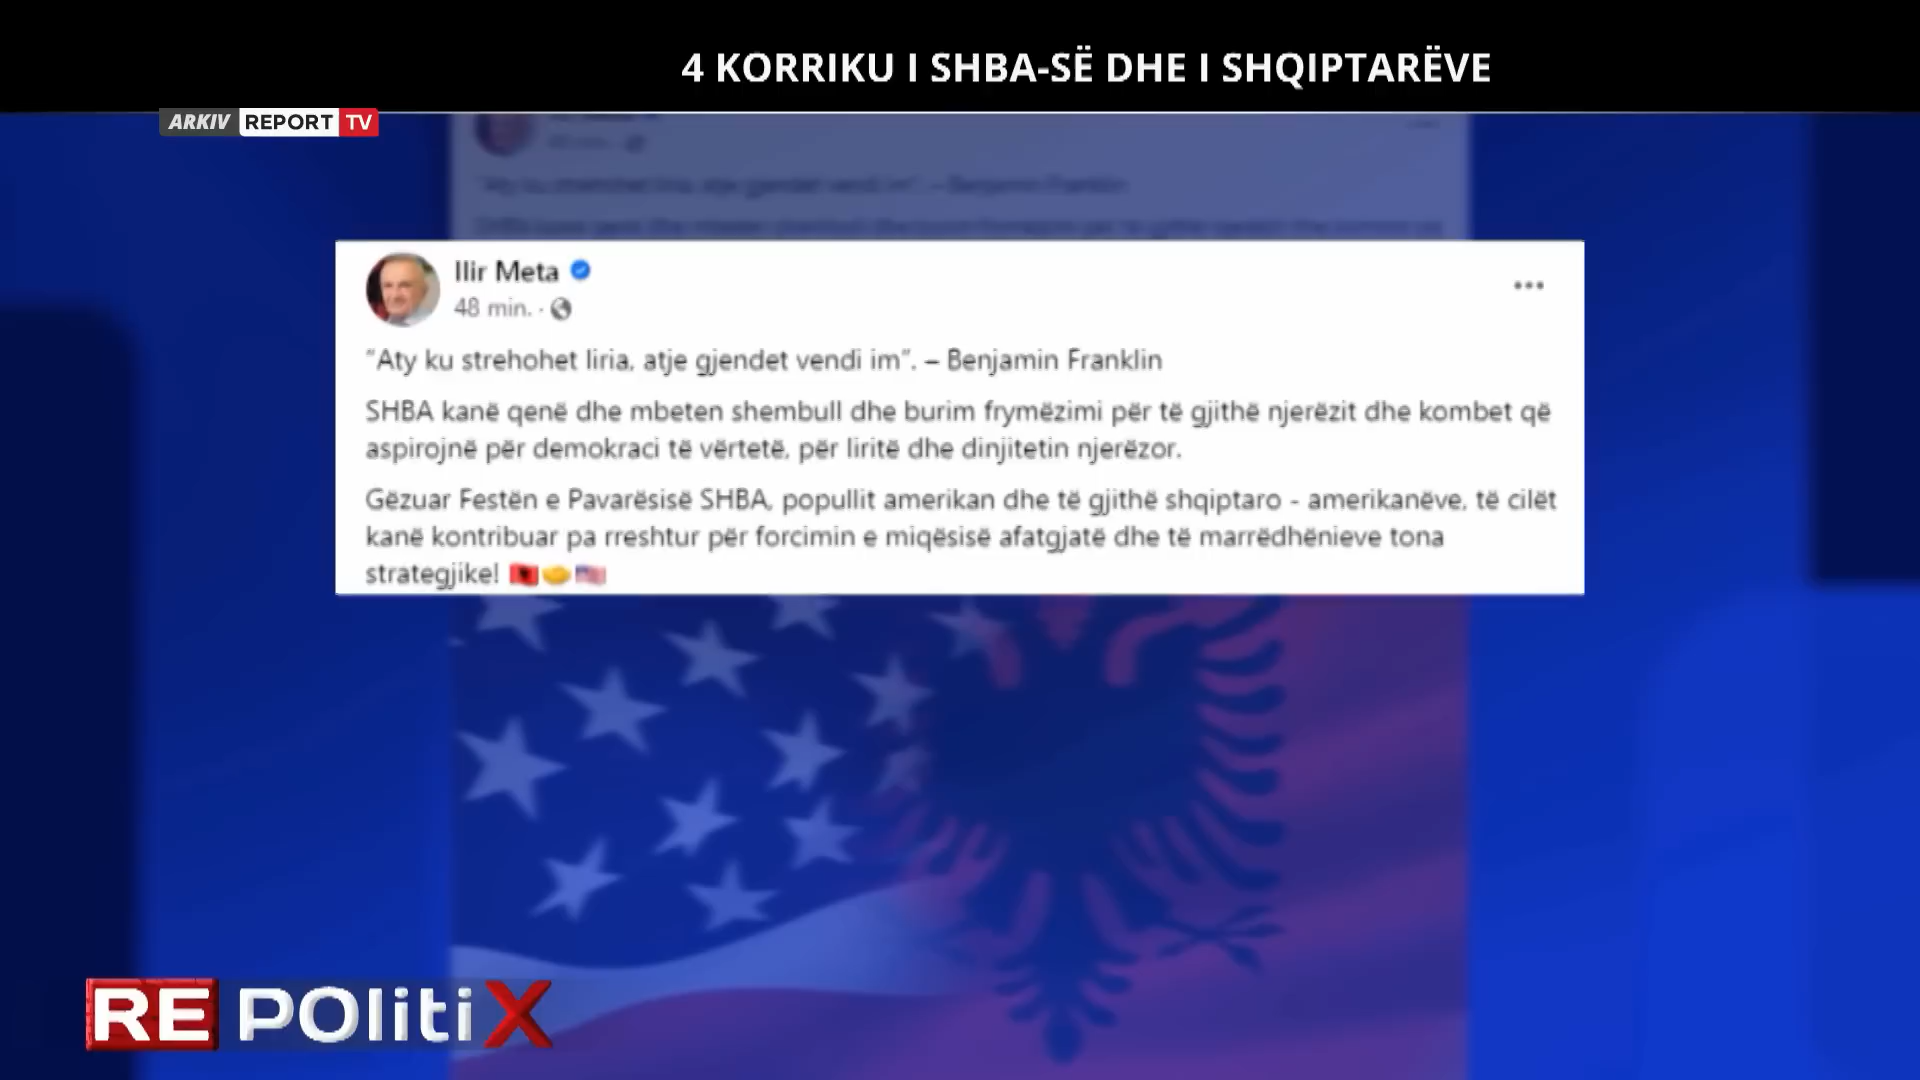 4 KORRIKU I SHBA-SË DHE I SHQIPTARËVE
ARKIV REPORT TV
Ilir Meta
48 min.
"Aty ku strehohet liria, atje gjendet vendi im". – Benjamin Franklin
SHBA kanë qenë dhe mbeten shembull dhe burim frymëzimi për të gjithë njerëzit dhe kombet që
aspirojnë për demokraci të vërtetë, për liritë dhe dinjitetin njerëzor.
Gëzuar Festën e Pavarësisë SHBA, popullit amerikan dhe të gjithë shqiptaro - amerikanëve, të cilët
kanë kontribuar pa rreshtur për forcimin e miqësisë afatgjatë dhe të marrëdhënieve tona
strategjike! 🇦🇱🤝🇺🇸
RE POlitiX